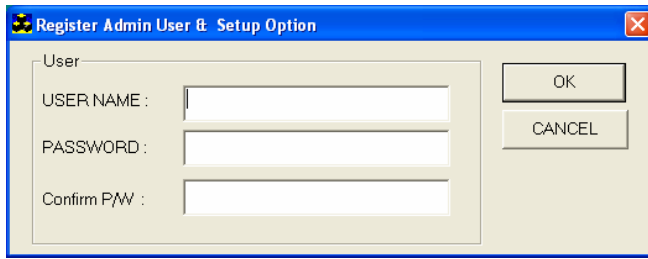 Register Admin User & Setup Option
User
USER NAME :
PASSWORD :
Confirm P/W :
OK
CANCEL